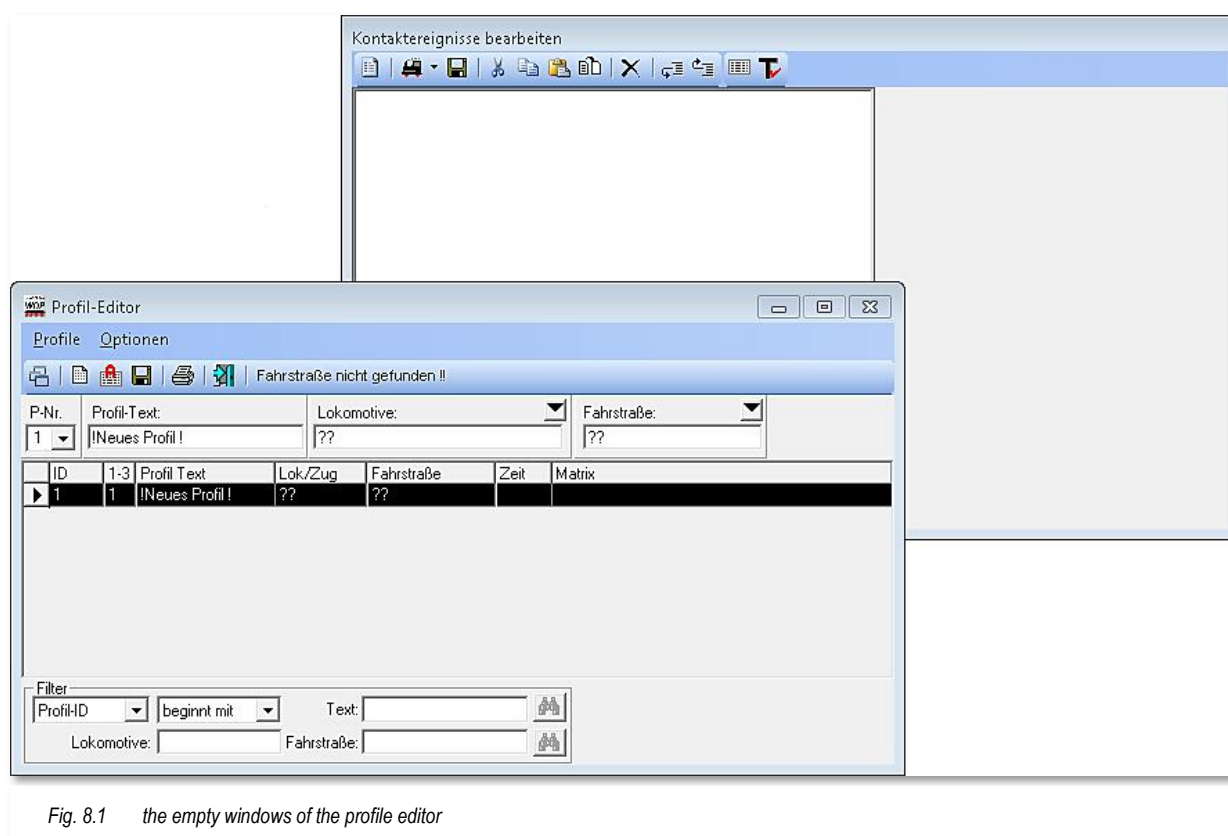 Kontaktereignisse bearbeiten
WDP Profil-Editor
Profile Optionen
Fahrstraße nicht gefunden !!
P-Nr. Profil-Text: Lokomotive: Fahrstraße:
1 !Neues Profil ! ?? ??
ID 1-3 Profil Text Lok/Zug Fahrstraße Zeit Matrix
1 1 !Neues Profil ! ?? ??
Filter
Profil-ID beginnt mit Text:
Lokomotive: Fahrstraße:
Fig. 8.1 the empty windows of the profile editor